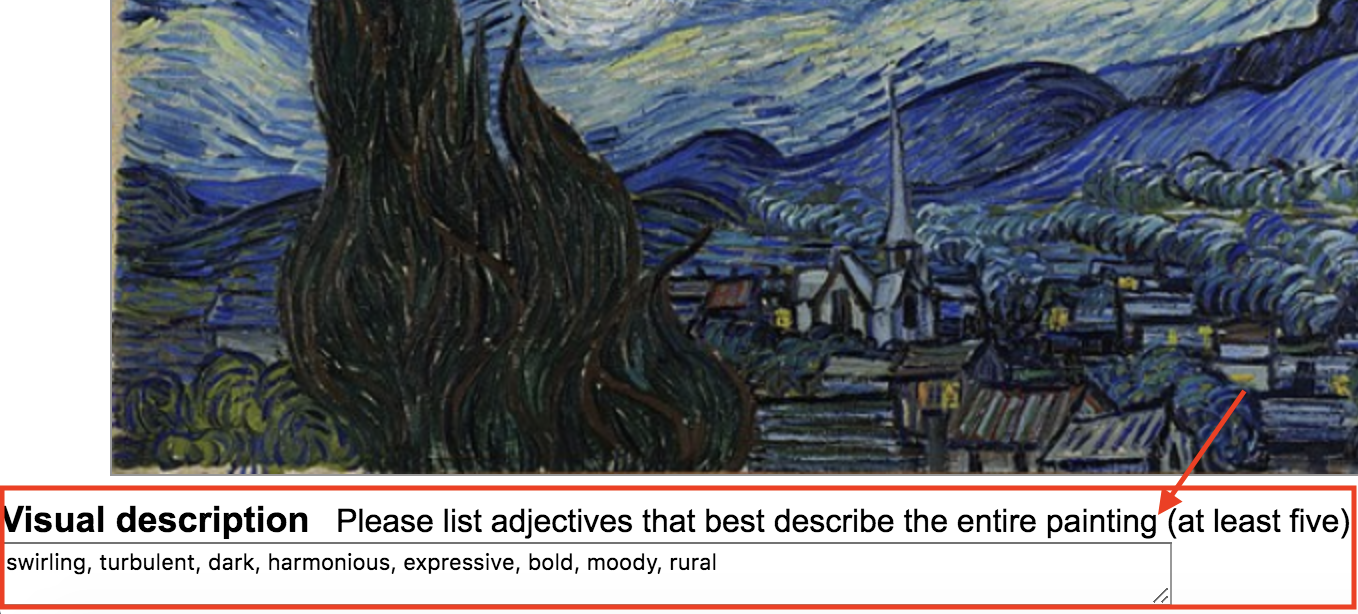 Visual description Please list adjectives that best describe the entire painting (at least five)
swirling, turbulent, dark, harmonious, expressive, bold, moody, rural